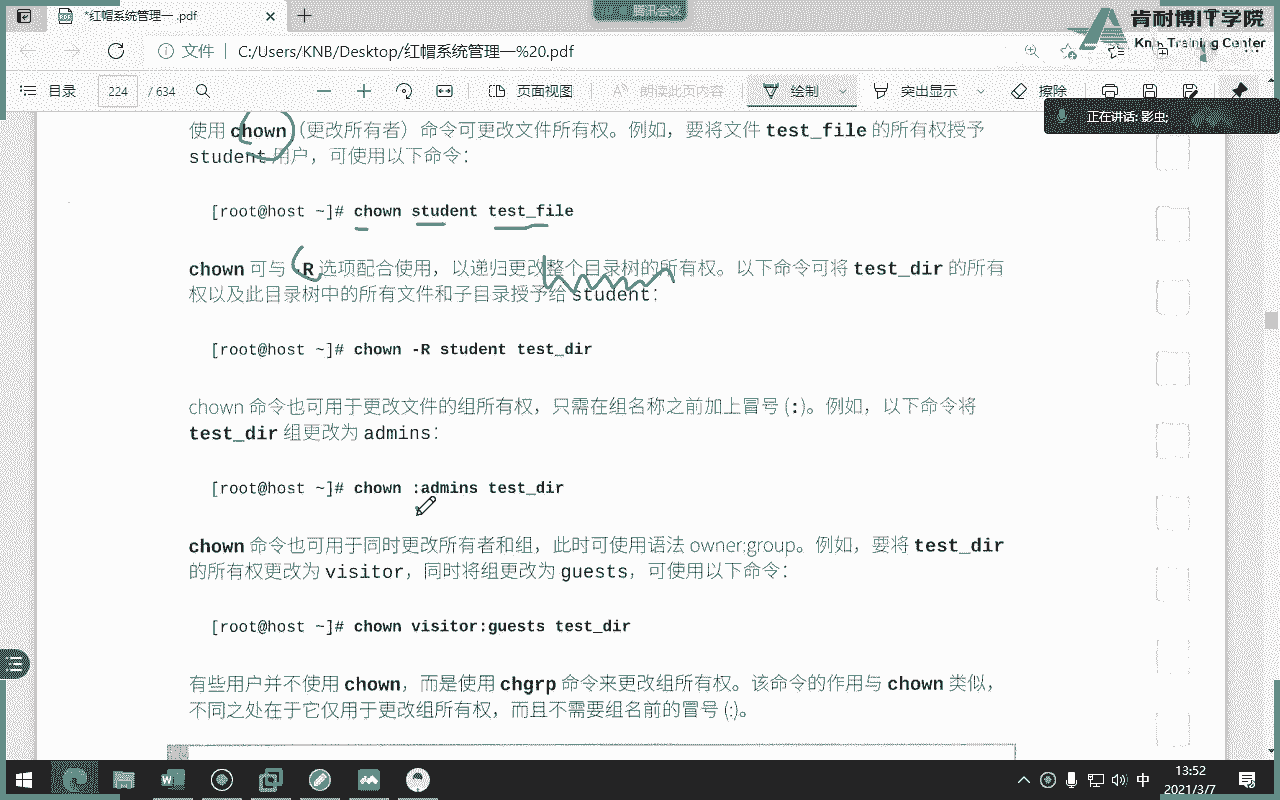 *红帽系统管理一 .pdf
腾讯会议
肯耐博IT学院
文件 C:/Users/KNB/Desktop/红帽系统管理一%20.pdf
Training Center
目录 224 / 634 页面视图 朗读此页内容 绘制 突出显示 擦除
正在讲话: 影虫;
使用 chown (更改所有者) 命令可更改文件所有权。例如，要将文件 test_file 的所有权授予
student 用户，可使用以下命令：
[root@host ~]# chown student test_file
chown 可与 -R 选项配合使用，以递归更改整个目录树的所有权。以下命令可将 test_dir 的所有
权以及此目录树中的所有文件和子目录授予给 student：
[root@host ~]# chown -R student test_dir
chown 命令也可用于更改文件的组所有权，只需在组名称之前加上冒号 (:)。例如，以下命令将
test_dir 组更改为 admins：
[root@host ~]# chown :admins test_dir
chown 命令也可用于同时更改所有者和组，此时可使用语法 owner:group。例如，要将 test_dir
的所有权更改为 visitor，同时将组更改为 guests，可使用以下命令：
[root@host ~]# chown visitor:guests test_dir
有些用户并不使用 chown，而是使用 chgrp 命令来更改组所有权。该命令的作用与 chown 类似，
不同之处在于它仅用于更改组所有权，而且不需要组名前的冒号 (:)。
中
13:52
2021/3/7